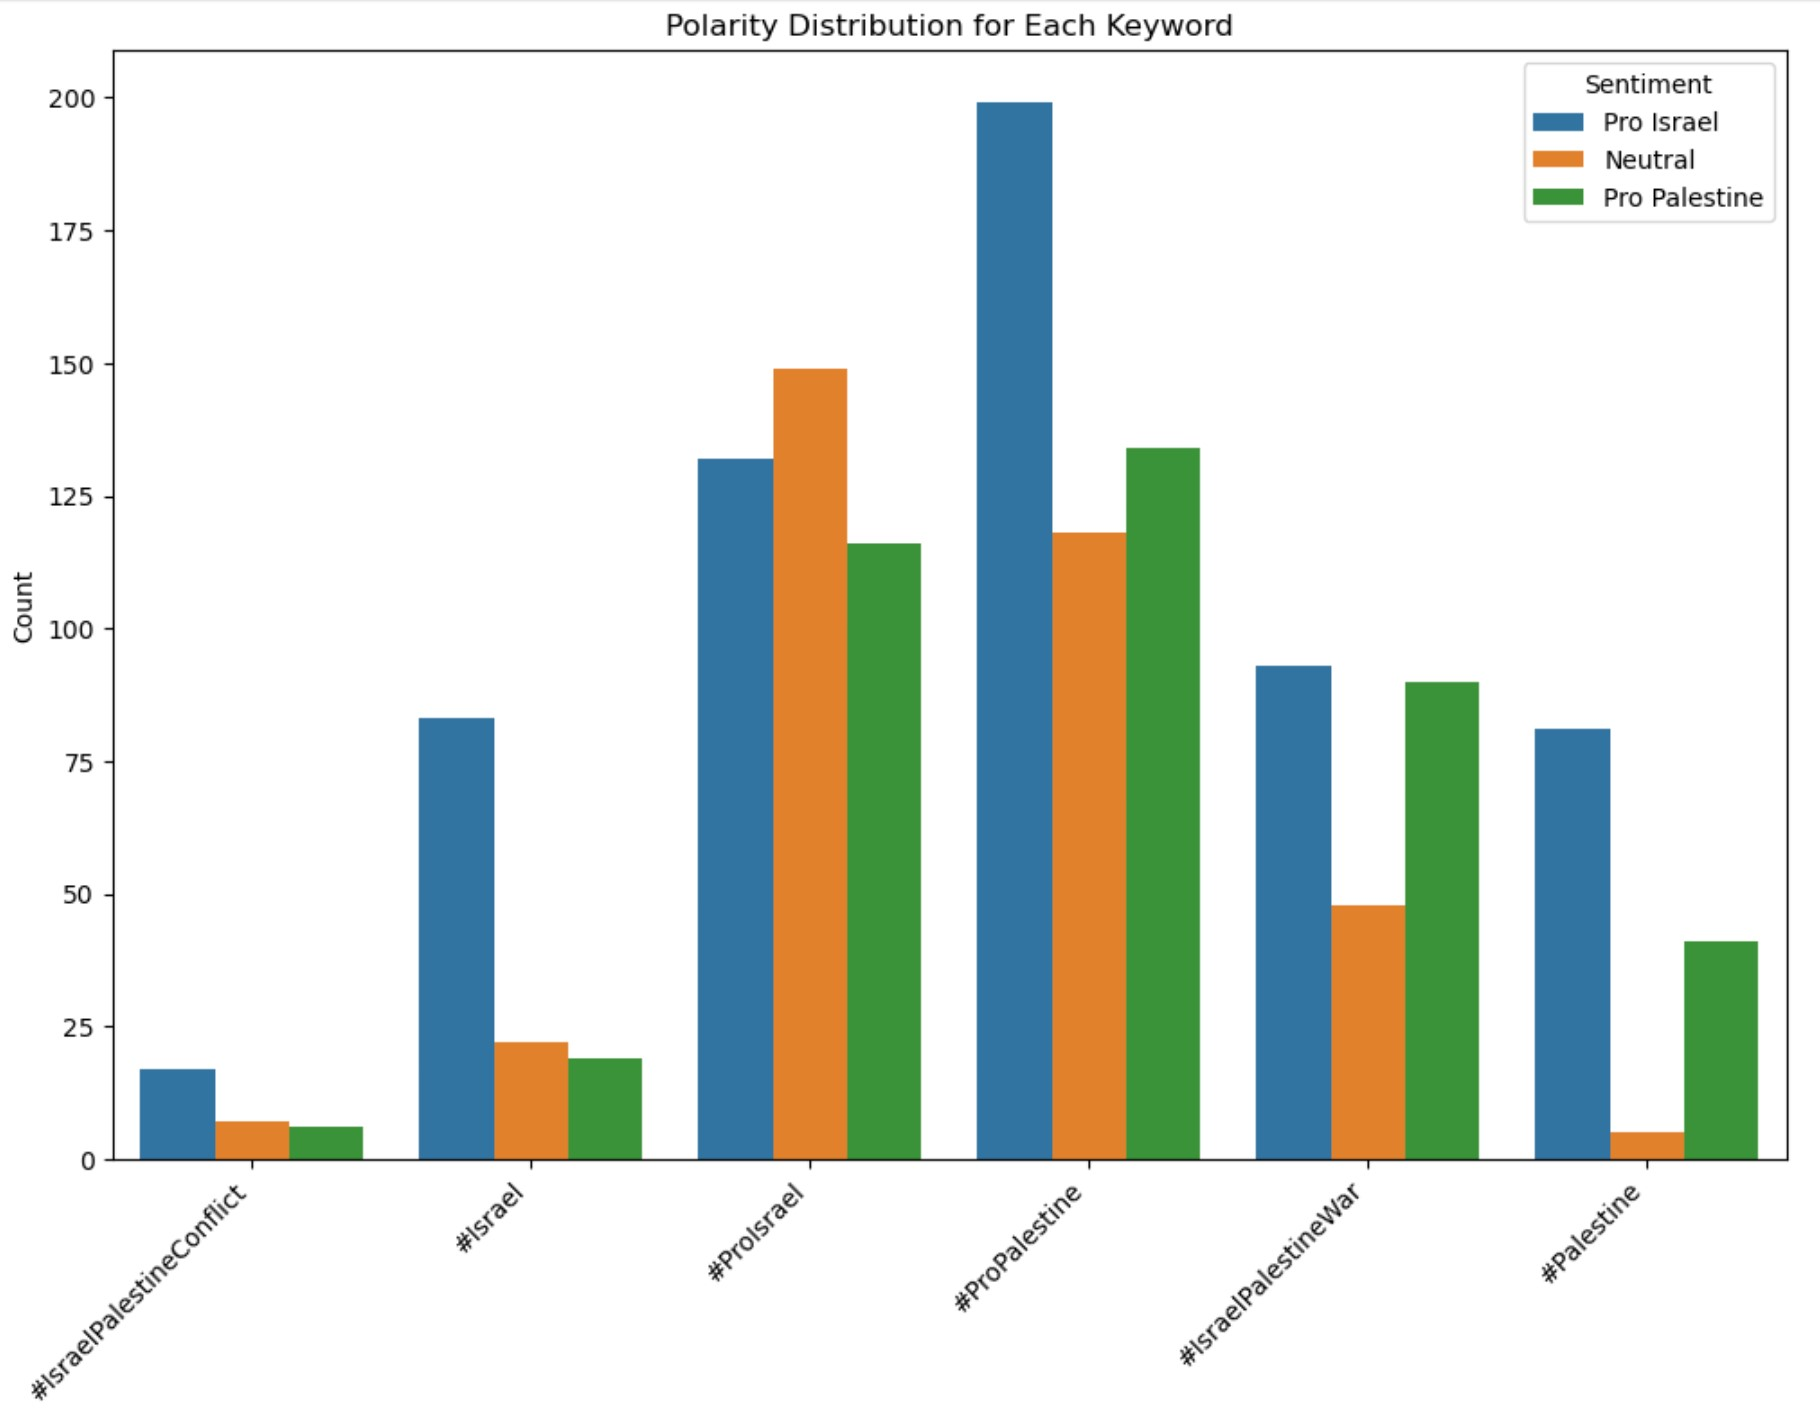 Polarity Distribution for Each Keyword
Sentiment
Pro Israel
Neutral
Pro Palestine
200
175
150
125
100
75
50
25
0
Count
#IsraelPalestineConflict
#Israel
#ProIsrael
#ProPalestine
#IsraelPalestineWar
#Palestine